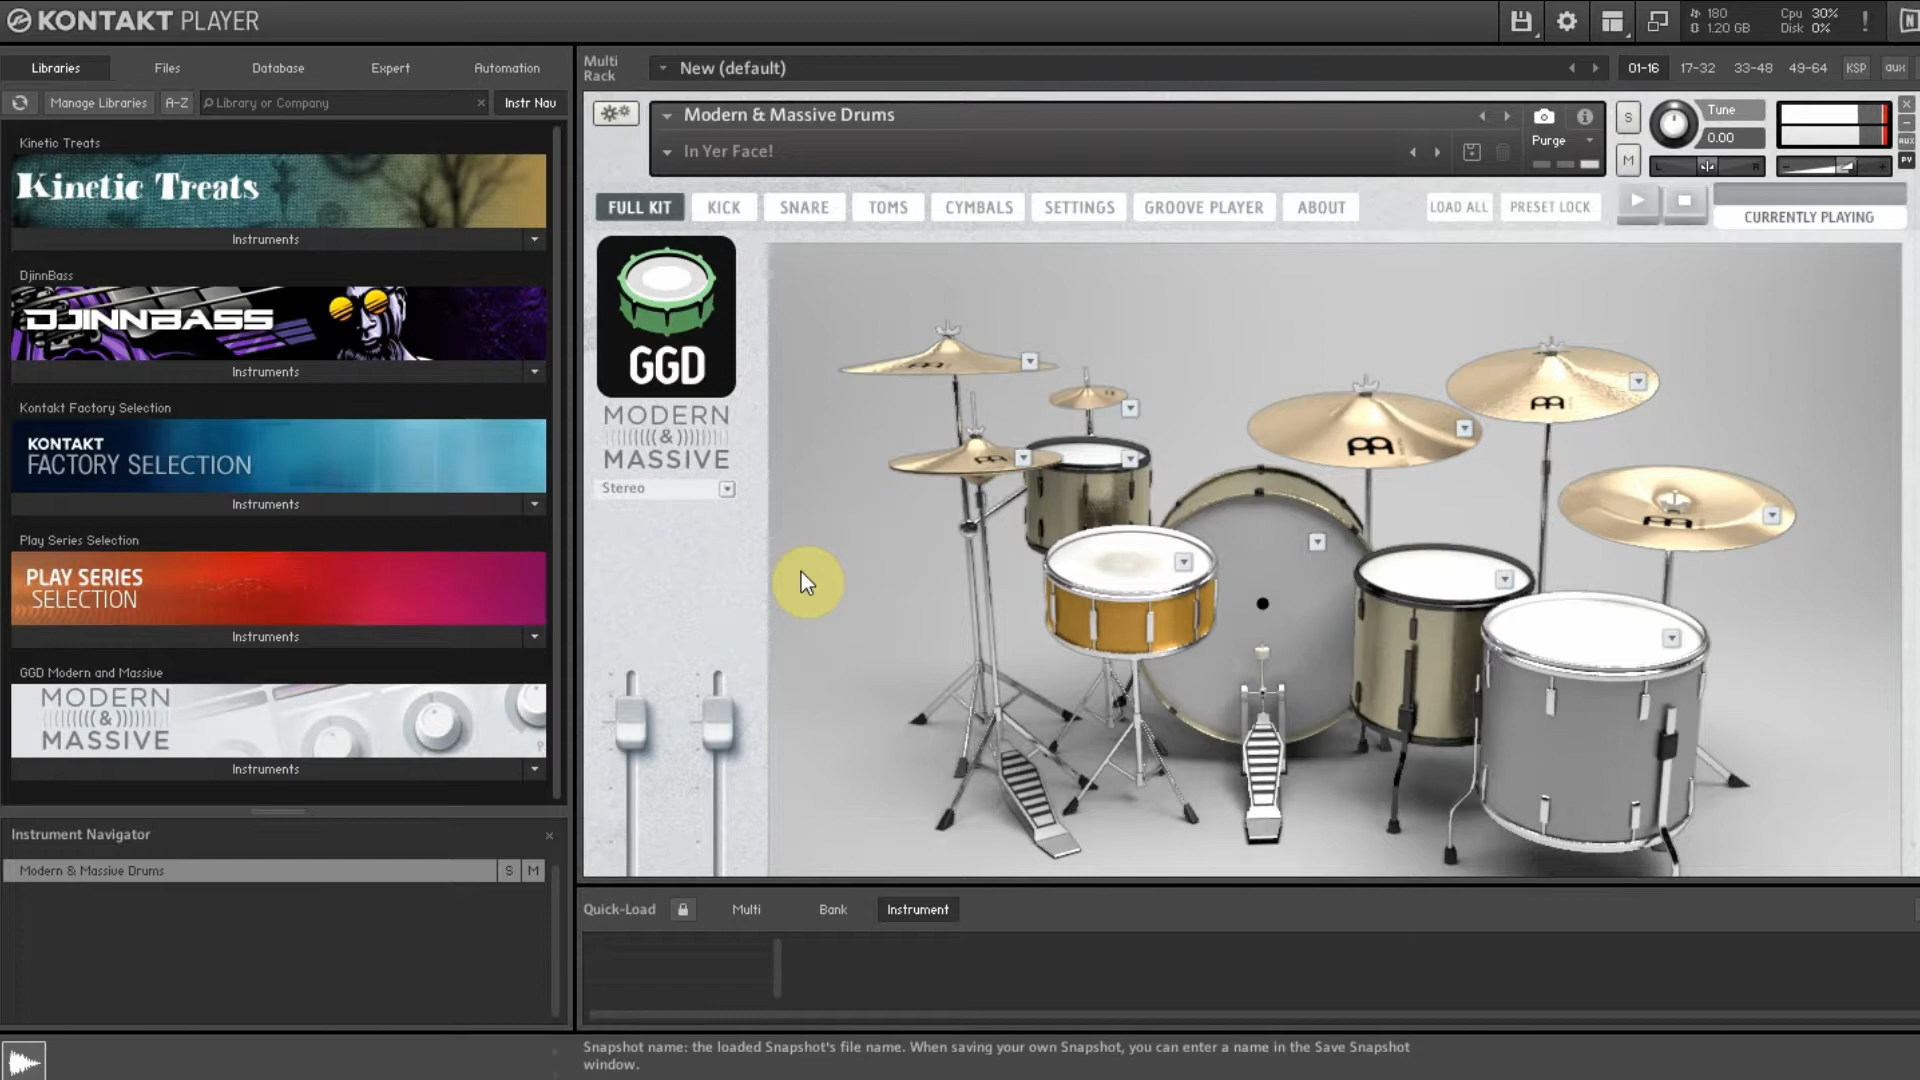 KONTAKT PLAYER
180
1.20 GB
Cpu 30%
Disk 0%
!
N
Libraries
Files
Database
Expert
Automation
Manage Libraries
A-Z
Library or Company
×
Instr Nav
Multi
Rack
New (default)
01-16
17-32
33-48
49-64
KSP
aux
Kinetic Treats
Kinetic Treats
Instruments
DjinnBass
DJINNBASS
Instruments
Kontakt Factory Selection
KONTAKT
FACTORY SELECTION
Instruments
Play Series Selection
PLAY SERIES
SELECTION
Instruments
GGD Modern and Massive
MODERN
(((((&)))))
MASSIVE
Instruments
Modern & Massive Drums
In Yer Face!
Purge
S
M
Tune
0.00
L
R
AUX
PV
FULL KIT
KICK
SNARE
TOMS
CYMBALS
SETTINGS
GROOVE PLAYER
ABOUT
LOAD ALL
PRESET LOCK
CURRENTLY PLAYING
GGD
MODERN
(((((&)))))
MASSIVE
Stereo
Instrument Navigator
×
Modern & Massive Drums
S
M
Quick-Load
Multi
Bank
Instrument
Snapshot name: the loaded Snapshot's file name. When saving your own Snapshot, you can enter a name in the Save Snapshot
window.